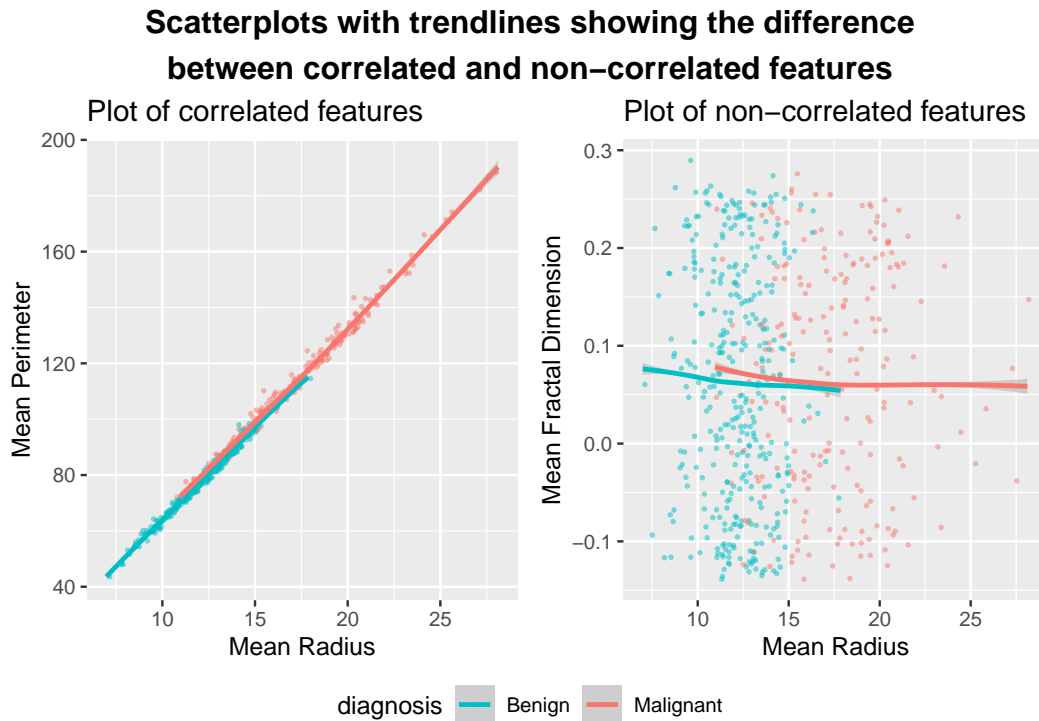 Scatterplots with trendlines showing the difference
between correlated and non−correlated features
Plot of correlated features
200
160
120
80
40
10 15 20 25
Mean Perimeter
Mean Radius
Plot of non−correlated features
0.3
0.2
0.1
0.0
−0.1
10 15 20 25
Mean Fractal Dimension
Mean Radius
diagnosis Benign Malignant